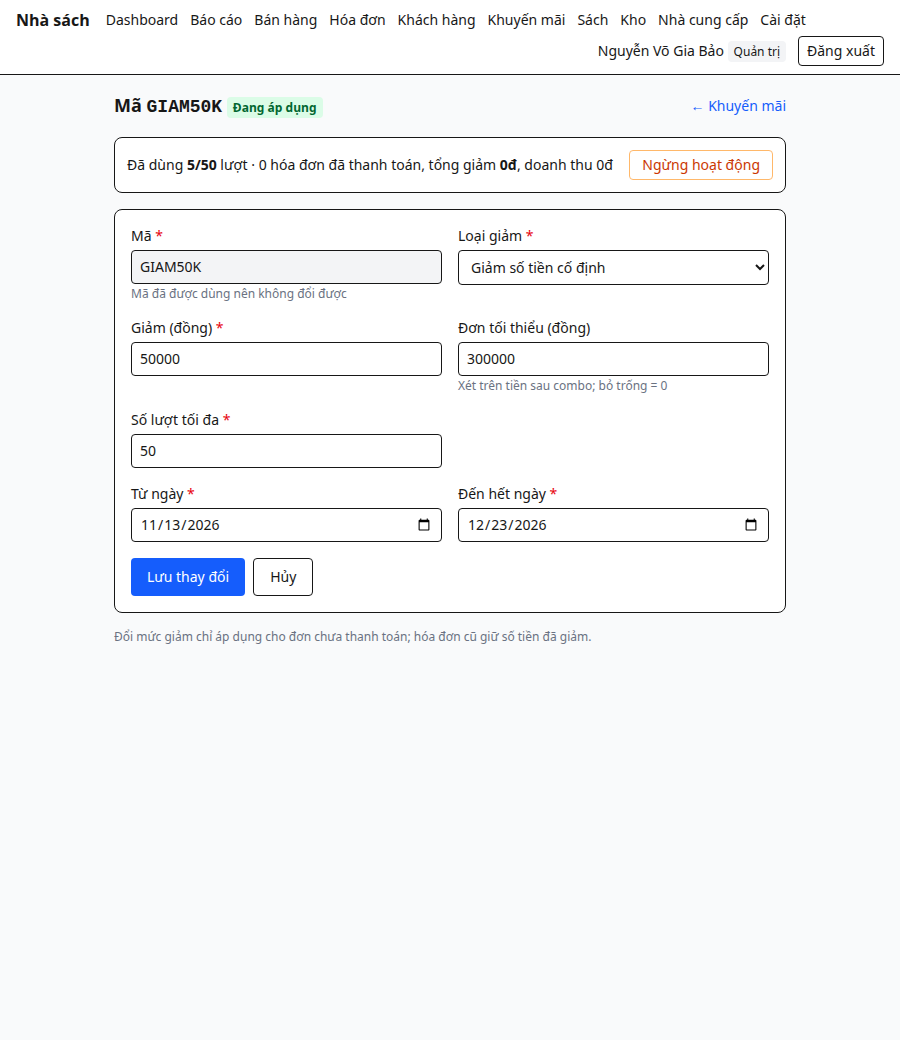 Nhà sách Dashboard Báo cáo Bán hàng Hóa đơn Khách hàng Khuyến mãi Sách Kho Nhà cung cấp Cài đặt
Nguyễn Võ Gia Bảo Quản trị Đăng xuất
Mã GIAM50K Đang áp dụng ← Khuyến mãi
Đã dùng 5/50 lượt · 0 hóa đơn đã thanh toán, tổng giảm 0đ, doanh thu 0đ Ngừng hoạt động
Mã * Loại giảm *
GIAM50K Giảm số tiền cố định
Mã đã được dùng nên không đổi được
Giảm (đồng) * Đơn tối thiểu (đồng)
50000 300000
Xét trên tiền sau combo; bỏ trống = 0
Số lượt tối đa *
50
Từ ngày * Đến hết ngày *
11/13/2026 12/23/2026
Lưu thay đổi Hủy
Đổi mức giảm chỉ áp dụng cho đơn chưa thanh toán; hóa đơn cũ giữ số tiền đã giảm.